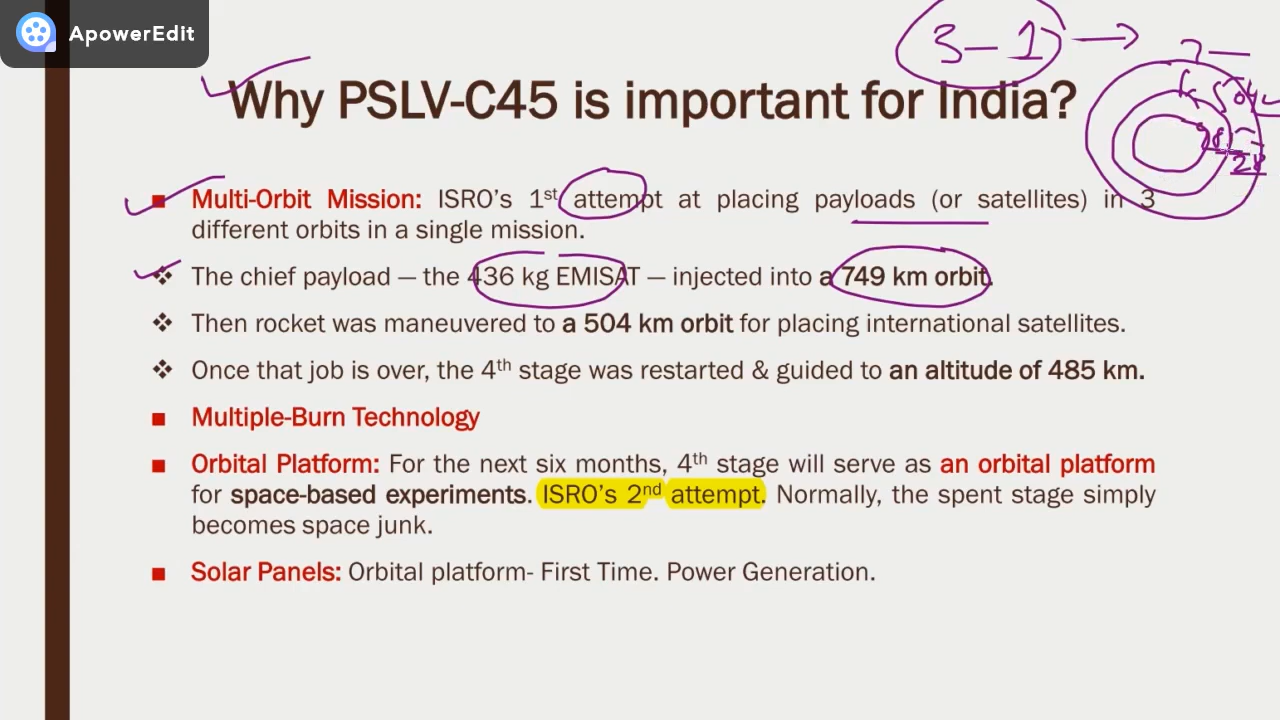 ApowerEdit
3-1
Why PSLV-C45 is important for India?
504
■ Multi-Orbit Mission: ISRO's 1st attempt at placing payloads (or satellites) in 3
different orbits in a single mission.
❖ The chief payload — the 436 kg EMISAT — injected into a 749 km orbit.
❖ Then rocket was maneuvered to a 504 km orbit for placing international satellites.
❖ Once that job is over, the 4th stage was restarted & guided to an altitude of 485 km.
■ Multiple-Burn Technology
■ Orbital Platform: For the next six months, 4th stage will serve as an orbital platform
for space-based experiments. ISRO's 2nd attempt. Normally, the spent stage simply
becomes space junk.
■ Solar Panels: Orbital platform- First Time. Power Generation.